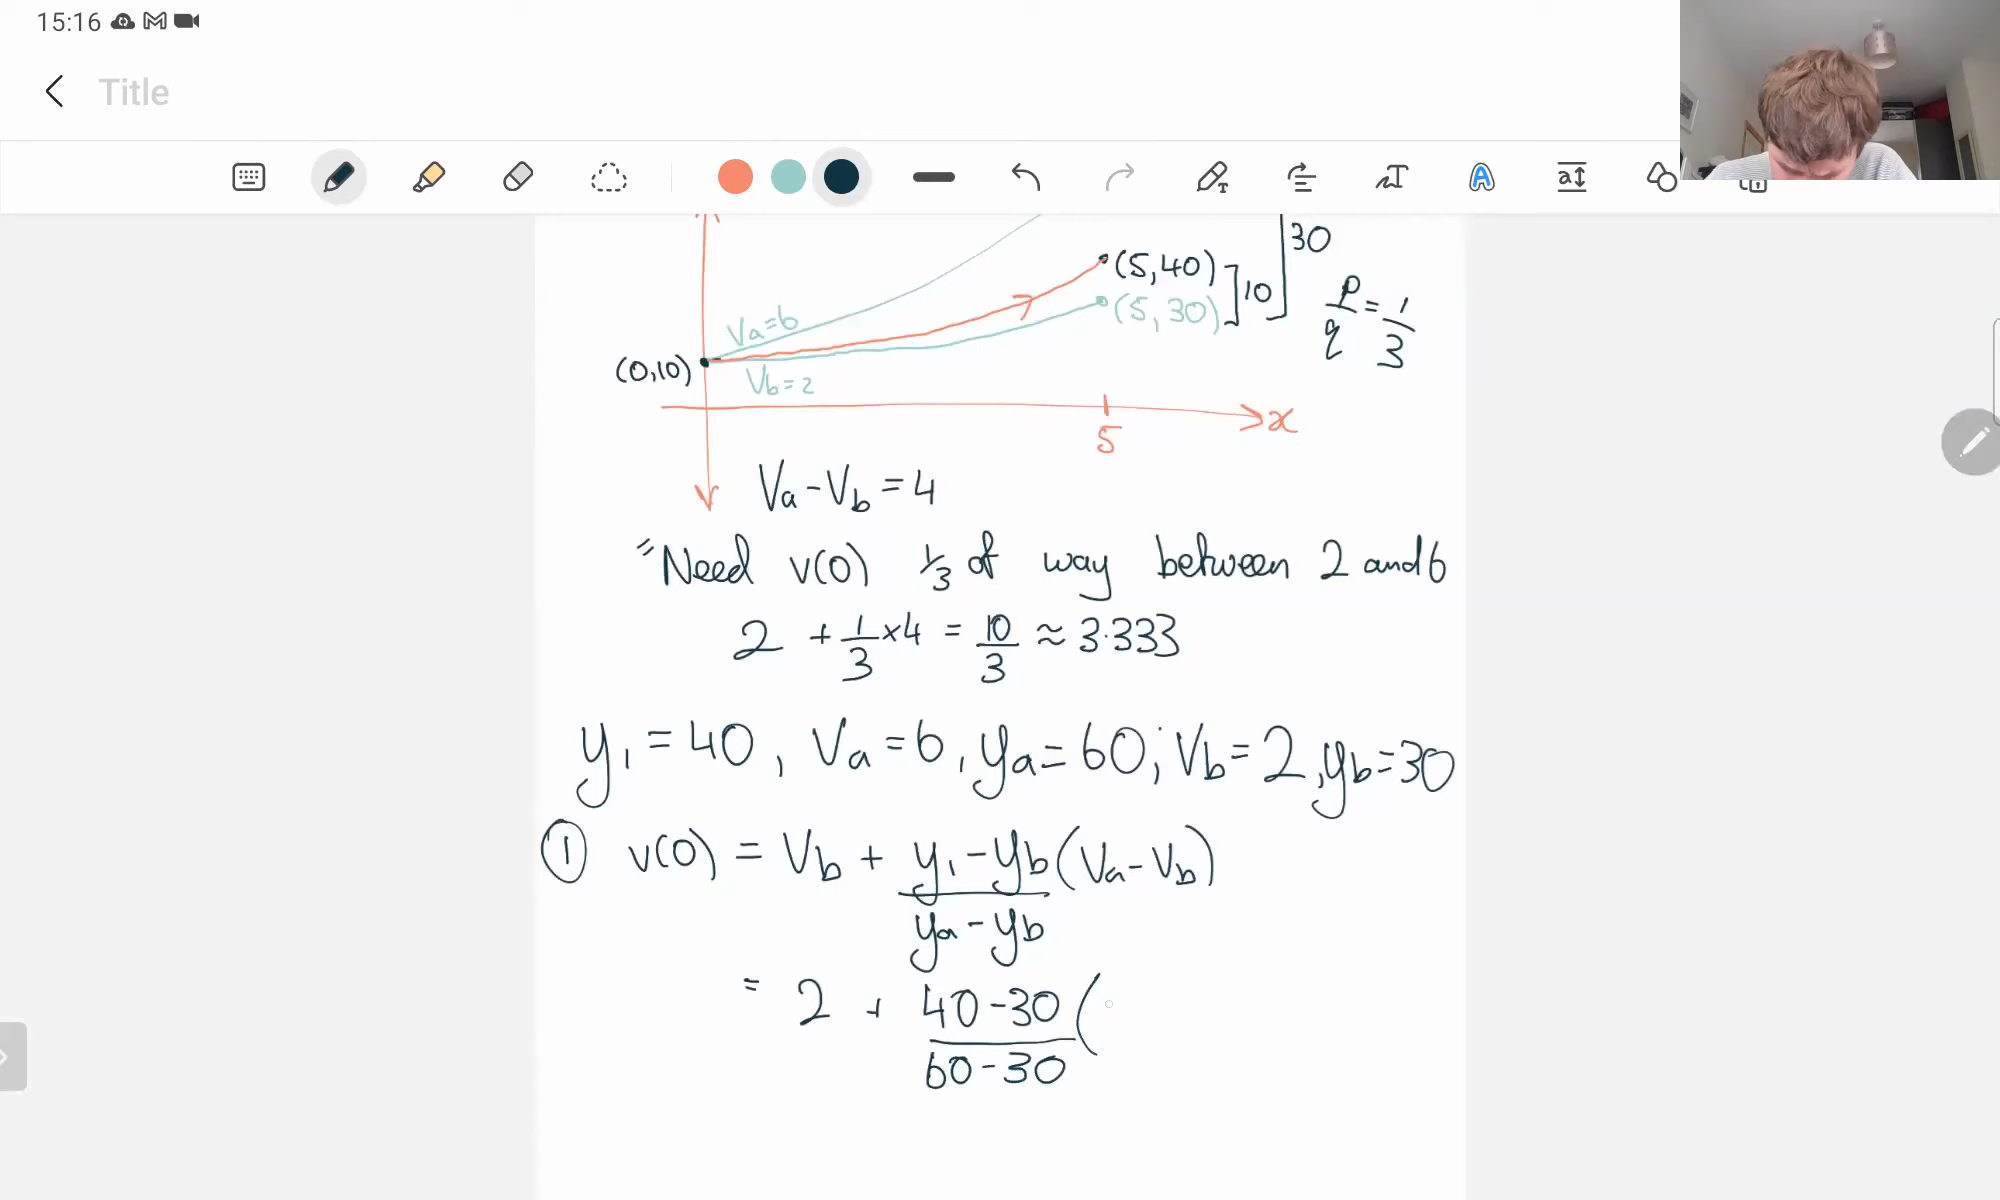 15:16
Title
30
(5,40)
10
(5,30)
p/q = 1/3
Va=6
(0,10)
Vb=2
x
5
Va-Vb=4
"Need v(0) 1/3 of way between 2 and 6
2 + 1/3 × 4 = 10/3 ≈ 3.333
y₁ = 40, Va = 6, ya = 60; Vb = 2, yb = 30
① v(0) = Vb + (y₁ - yb)/(ya - yb) (Va - Vb)
= 2 + (40-30)/(60-30) (